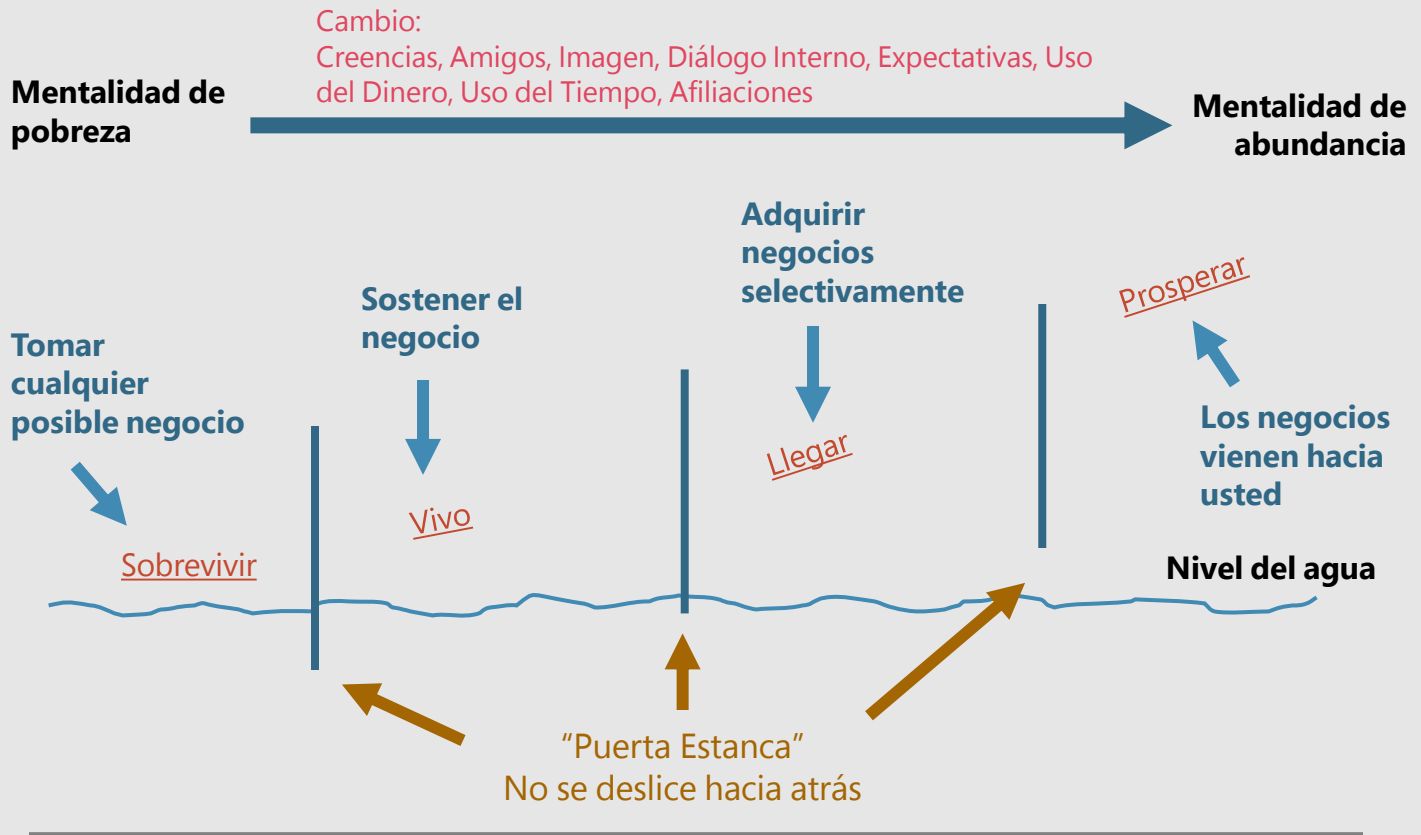 Cambio:
Creencias, Amigos, Imagen, Diálogo Interno, Expectativas, Uso
del Dinero, Uso del Tiempo, Afiliaciones
Mentalidad de
pobreza
Mentalidad de
abundancia
Tomar
cualquier
posible negocio
Sobrevivir
Sostener el
negocio
Vivo
Adquirir
negocios
selectivamente
Llegar
Prosperar
Los negocios
vienen hacia
usted
Nivel del agua
“Puerta Estanca”
No se deslice hacia atrás